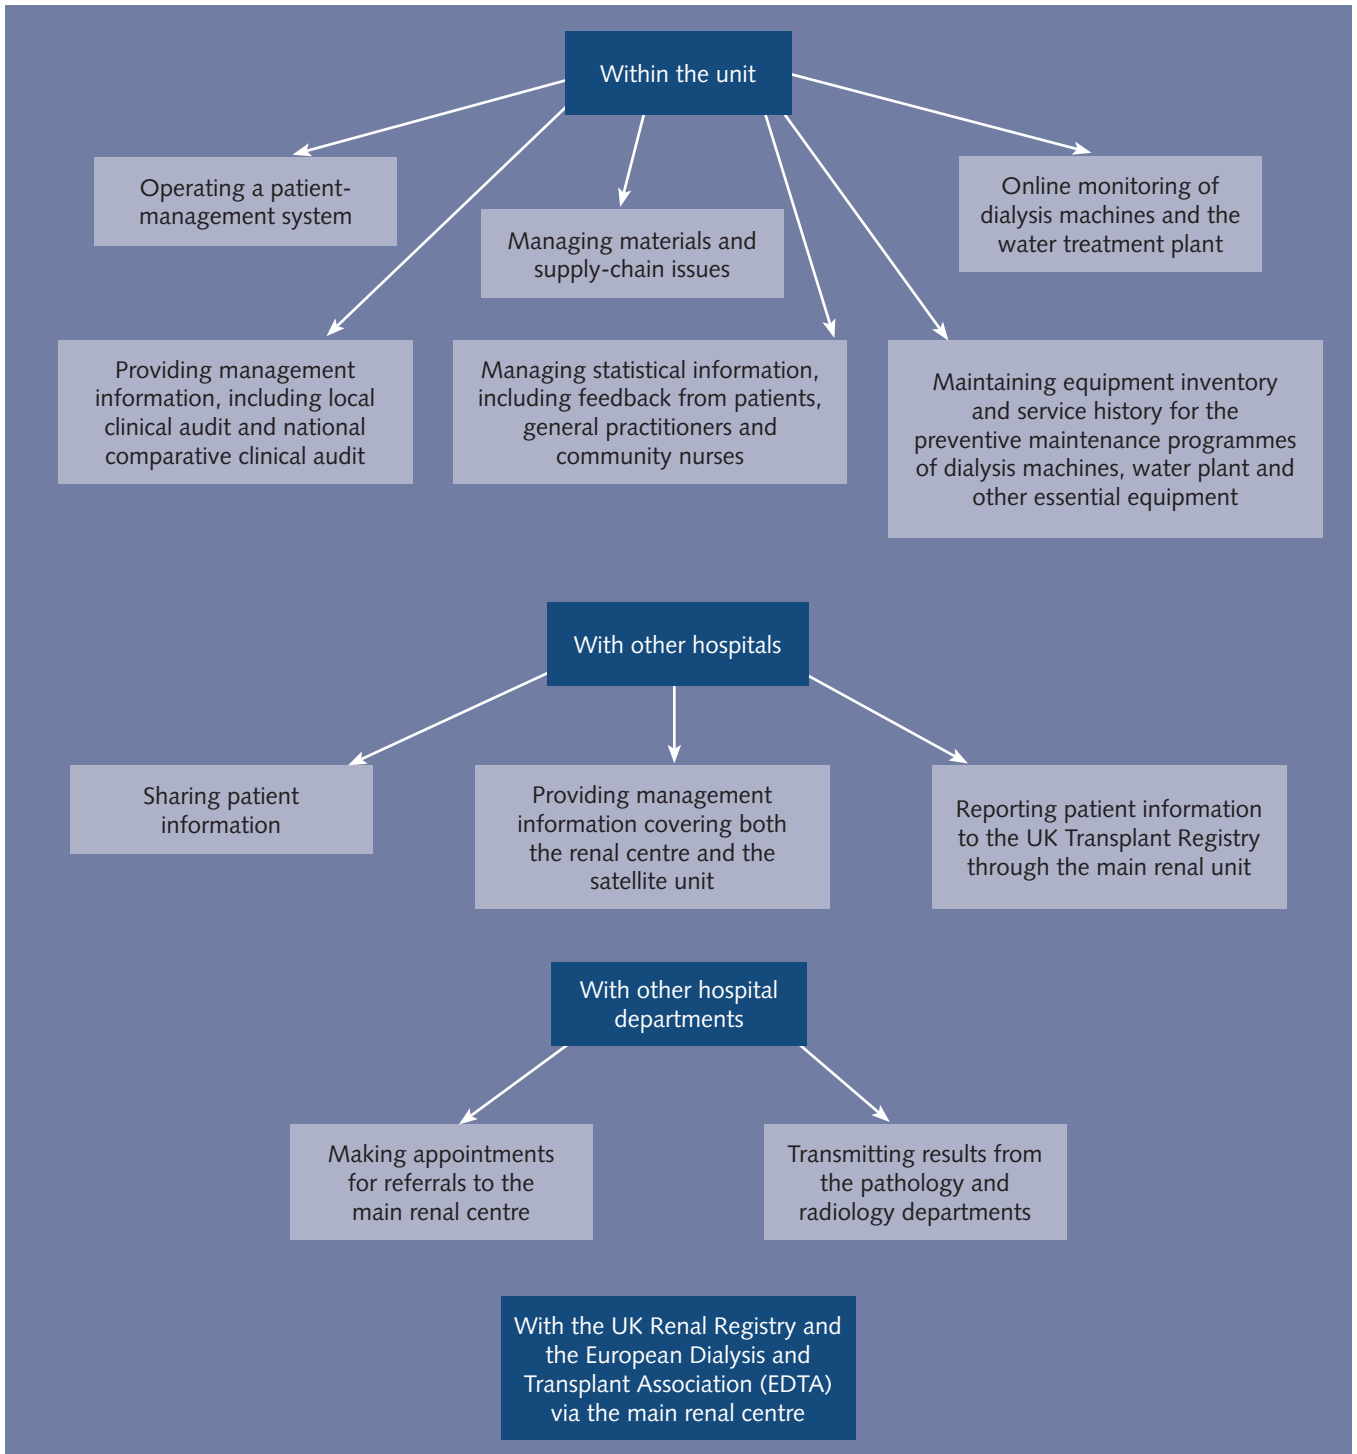 Within the unit
Operating a patient-
management system
Managing materials and
supply-chain issues
Online monitoring of
dialysis machines and the
water treatment plant
Providing management
information, including local
clinical audit and national
comparative clinical audit
Managing statistical information,
including feedback from patients,
general practitioners and
community nurses
Maintaining equipment inventory
and service history for the
preventive maintenance programmes
of dialysis machines, water plant and
other essential equipment
With other hospitals
Sharing patient
information
Providing management
information covering both
the renal centre and the
satellite unit
Reporting patient information
to the UK Transplant Registry
through the main renal unit
With other hospital
departments
Making appointments
for referrals to the
main renal centre
Transmitting results from
the pathology and
radiology departments
With the UK Renal Registry and
the European Dialysis and
Transplant Association (EDTA)
via the main renal centre